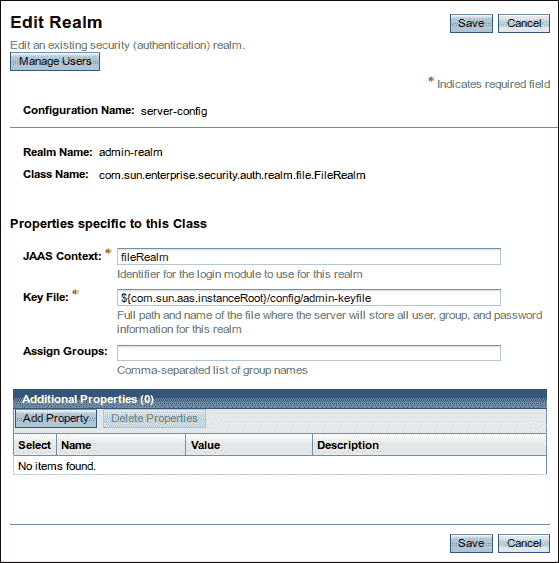 Edit Realm
Save Cancel
Edit an existing security (authentication) realm.
Manage Users
* Indicates required field
Configuration Name: server-config
Realm Name: admin-realm
Class Name: com.sun.enterprise.security.auth.realm.file.FileRealm
Properties specific to this Class
JAAS Context: * fileRealm
Identifier for the login module to use for this realm
Key File: * ${com.sun.aas.instanceRoot}/config/admin-keyfile
Full path and name of the file where the server will store all user, group, and password
information for this realm
Assign Groups:
Comma-separated list of group names
Additional Properties (0)
Add Property Delete Properties
Select Name Value Description
No items found.
Save Cancel